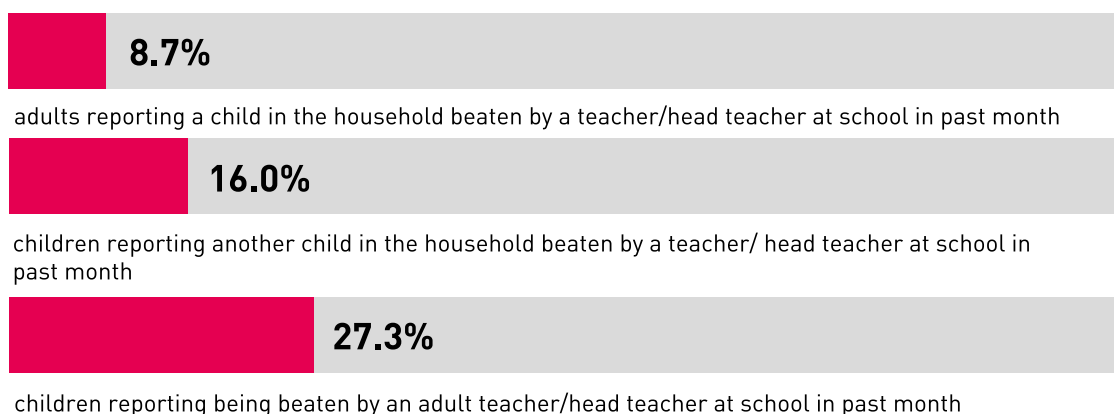 8.7%
adults reporting a child in the household beaten by a teacher/head teacher at school in past month
16.0%
children reporting another child in the household beaten by a teacher/ head teacher at school in
past month
27.3%
children reporting being beaten by an adult teacher/head teacher at school in past month